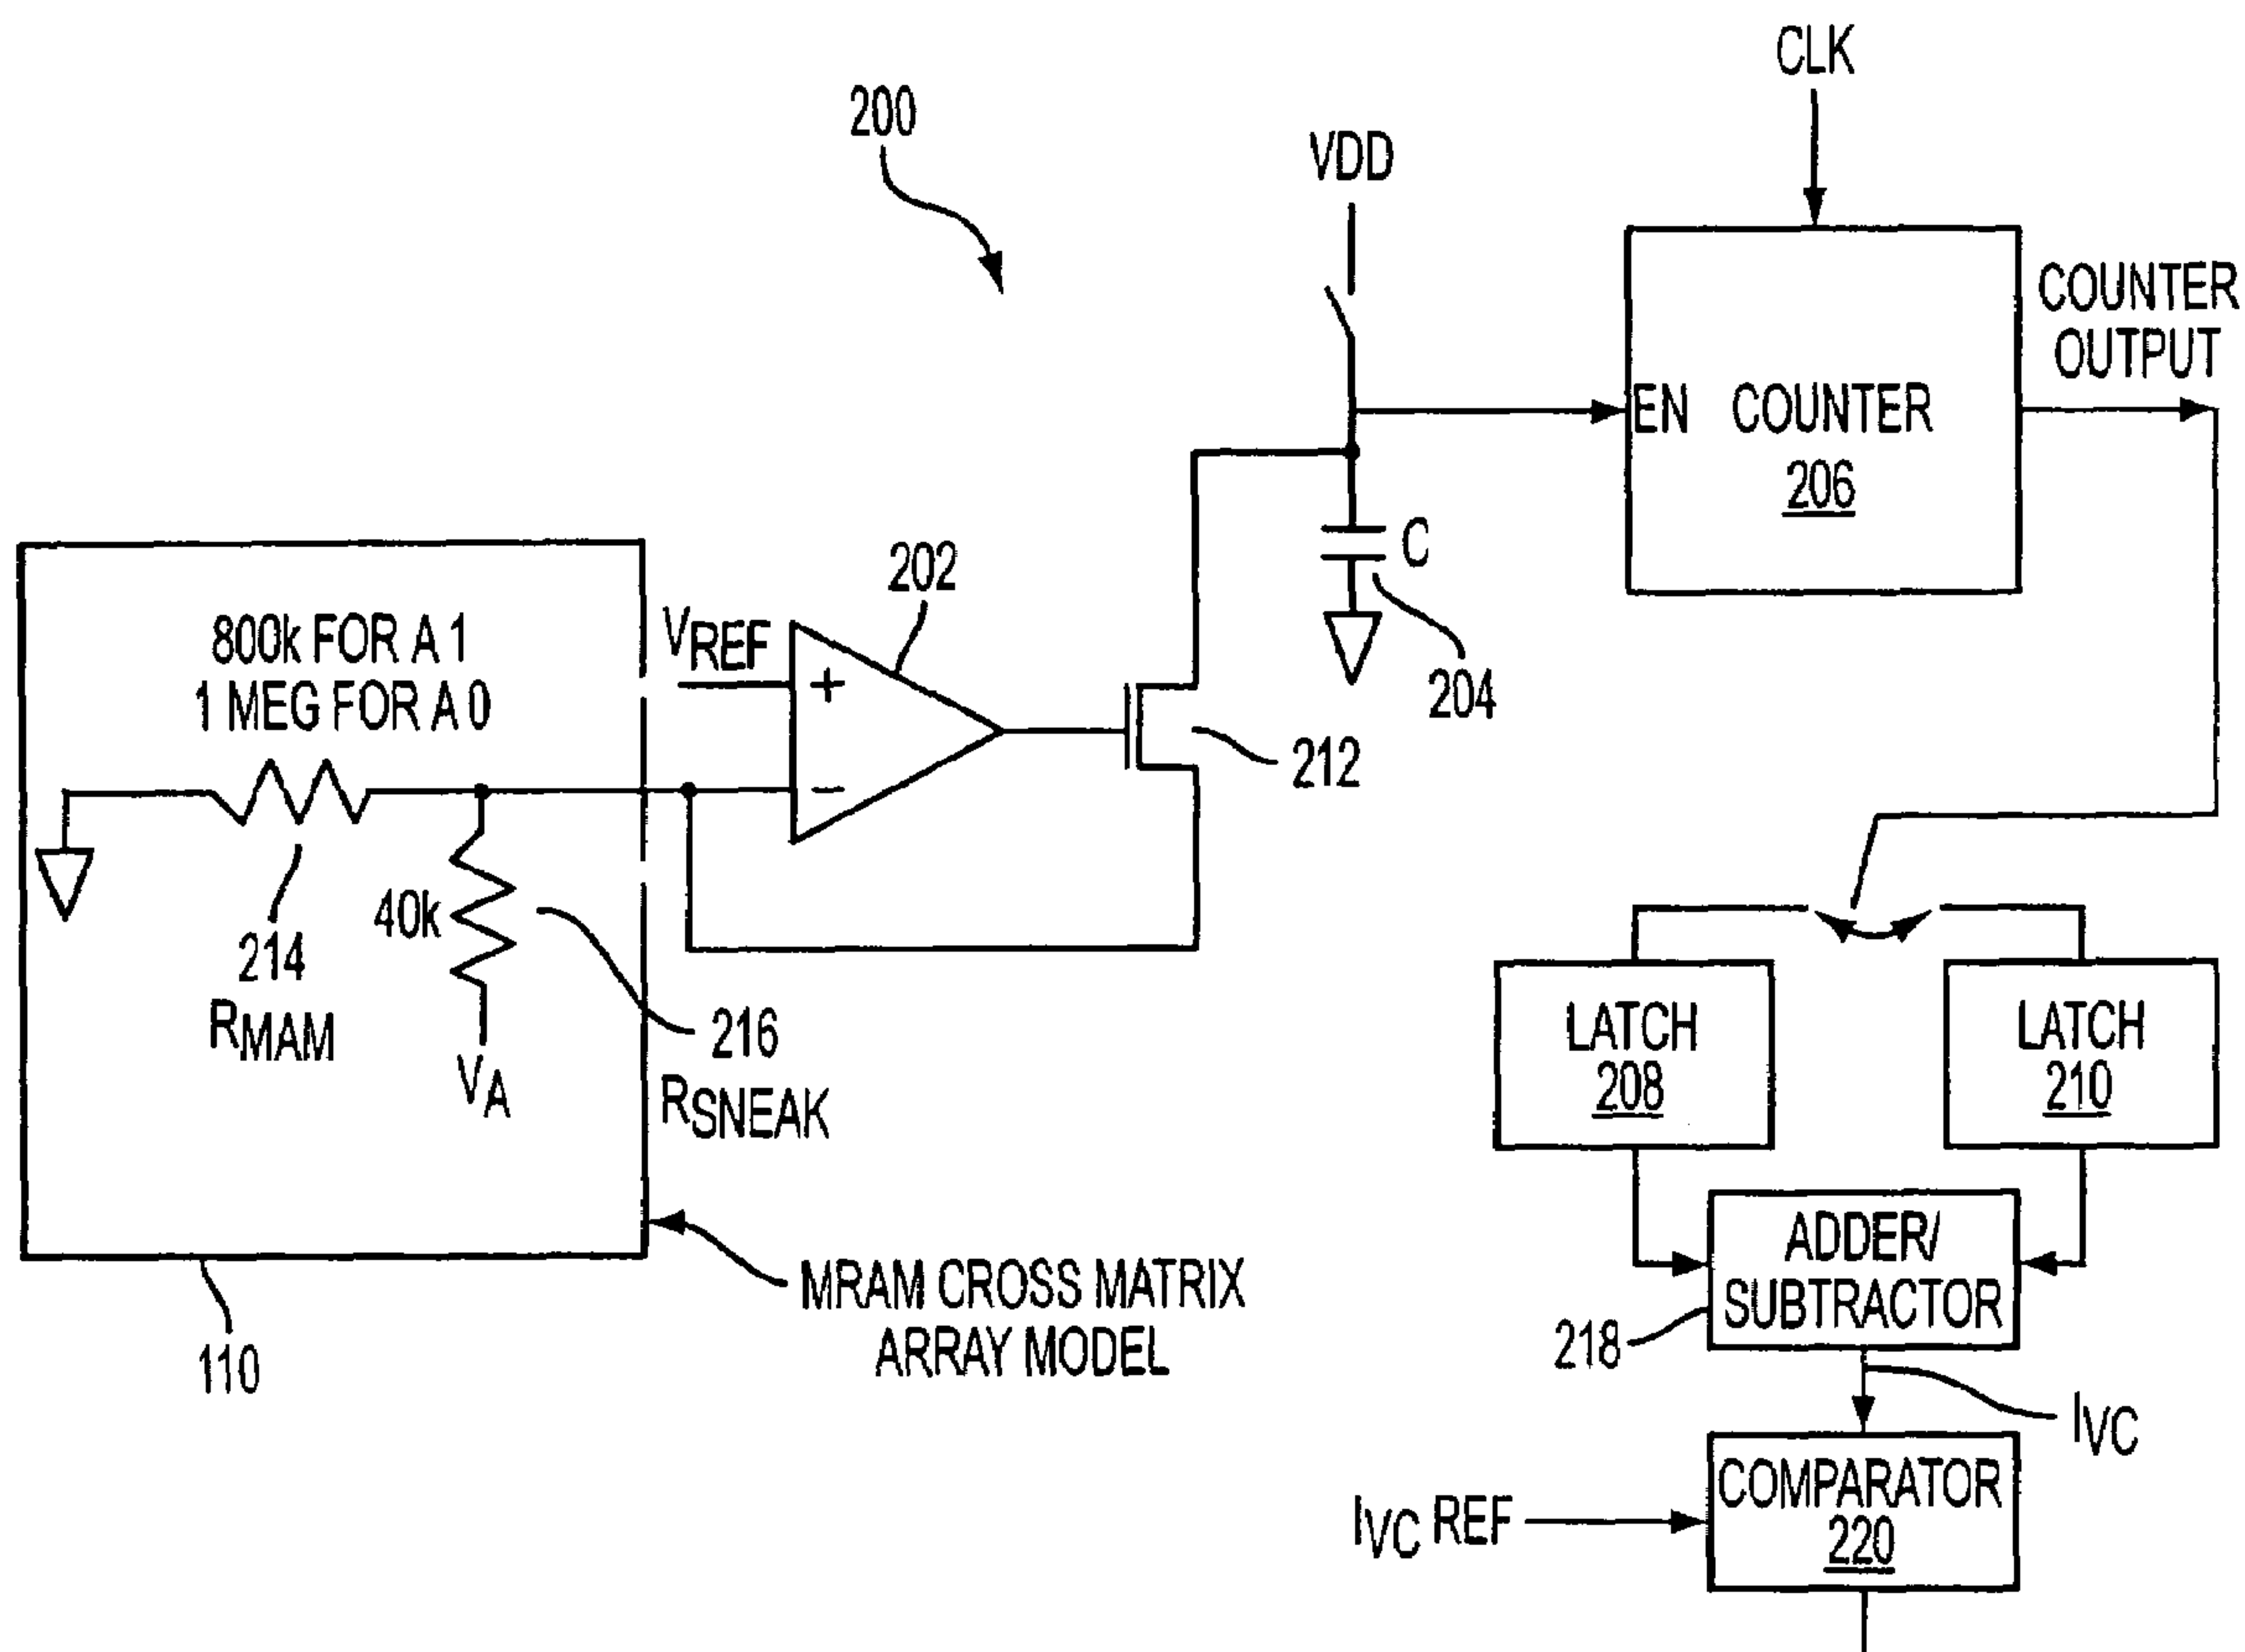 CLK
200
VDD
COUNTER
OUTPUT
EN COUNTER
206
C
204
202
VREF
+
−
212
800k FOR A 1
1 MEG FOR A 0
214
RMAM
40k
VA
216
RSNEAK
110
MRAM CROSS MATRIX
ARRAY MODEL
LATCH
208
LATCH
210
ADDER/
SUBTRACTOR
218
IVC
COMPARATOR
220
IVC REF